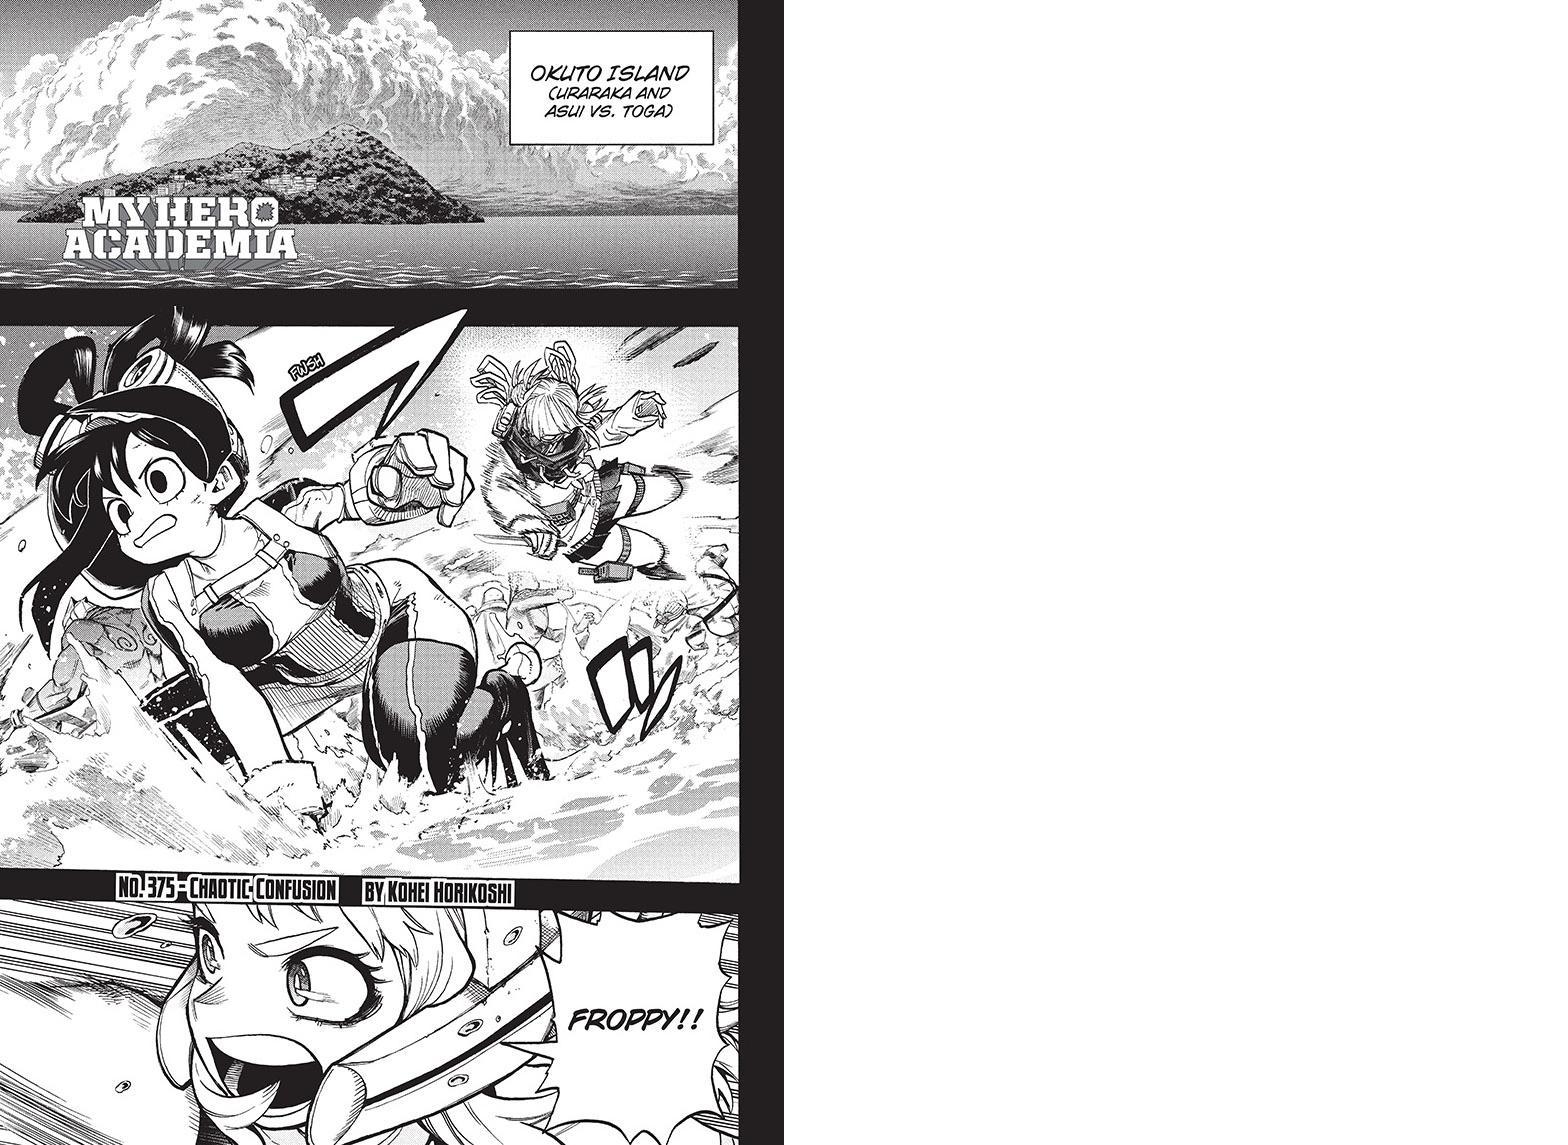 OKUTO ISLAND
(URARAKA AND
ASUI VS. TOGA)
MY HERO
ACADEMIA
FWSH
NO. 375 - CHAOTIC CONFUSION BY KOHEI HORIKOSHI
FROPPY!!